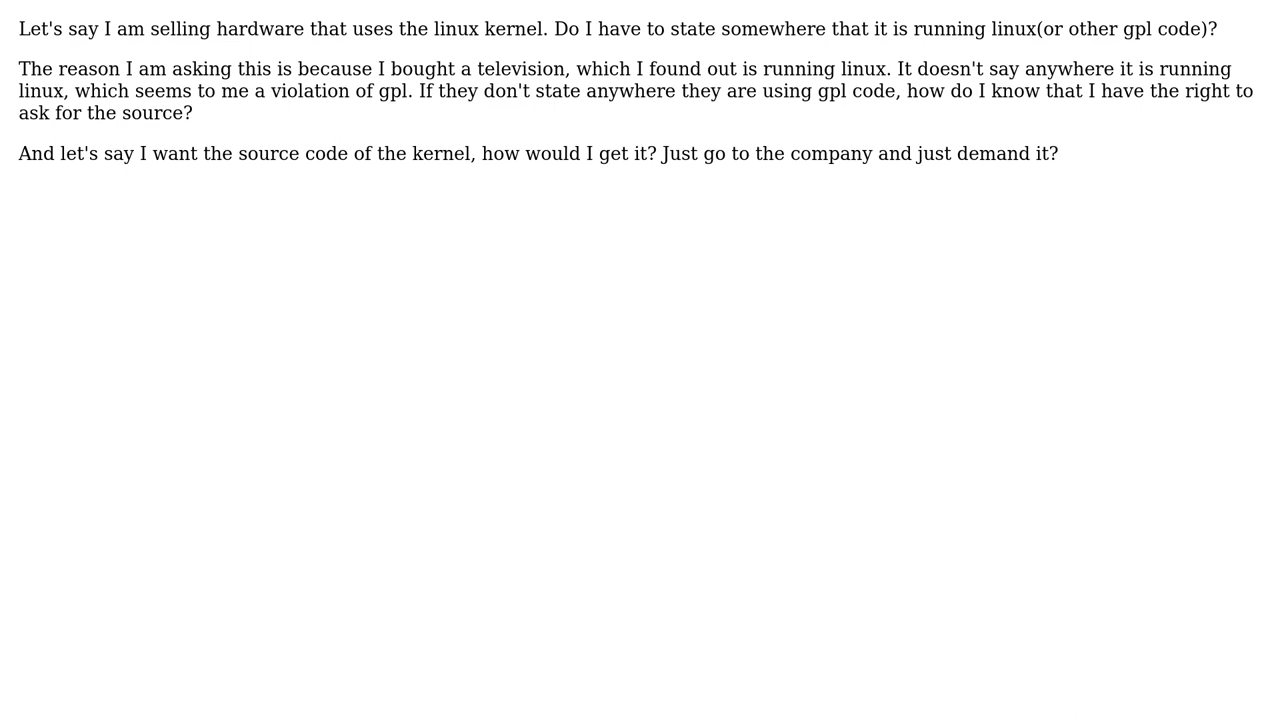 Let's say I am selling hardware that uses the linux kernel. Do I have to state somewhere that it is running linux(or other gpl code)?
The reason I am asking this is because I bought a television, which I found out is running linux. It doesn't say anywhere it is running
linux, which seems to me a violation of gpl. If they don't state anywhere they are using gpl code, how do I know that I have the right to
ask for the source?
And let's say I want the source code of the kernel, how would I get it? Just go to the company and just demand it?